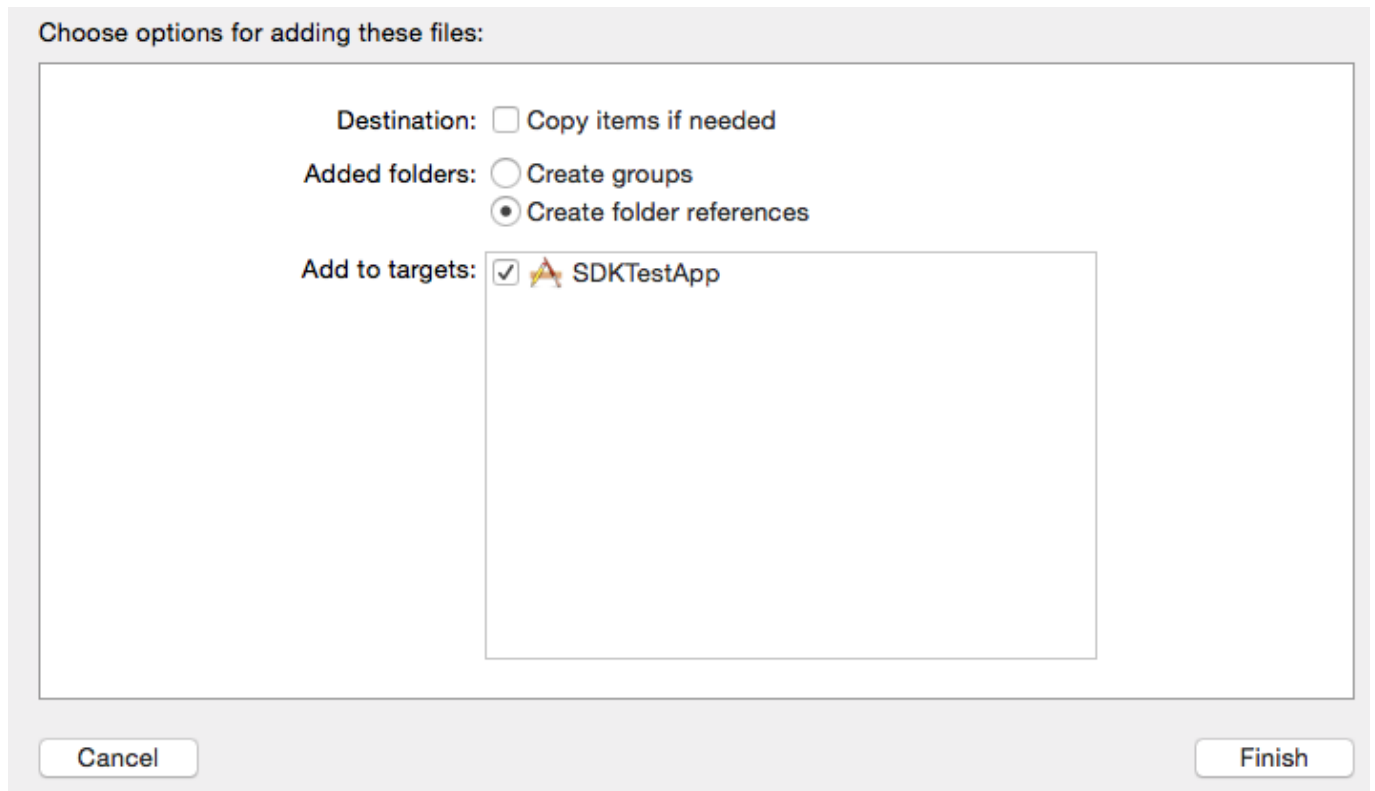 Choose options for adding these files:
Destination: Copy items if needed
Added folders: Create groups
Create folder references
Add to targets: SDKTestApp
Cancel Finish